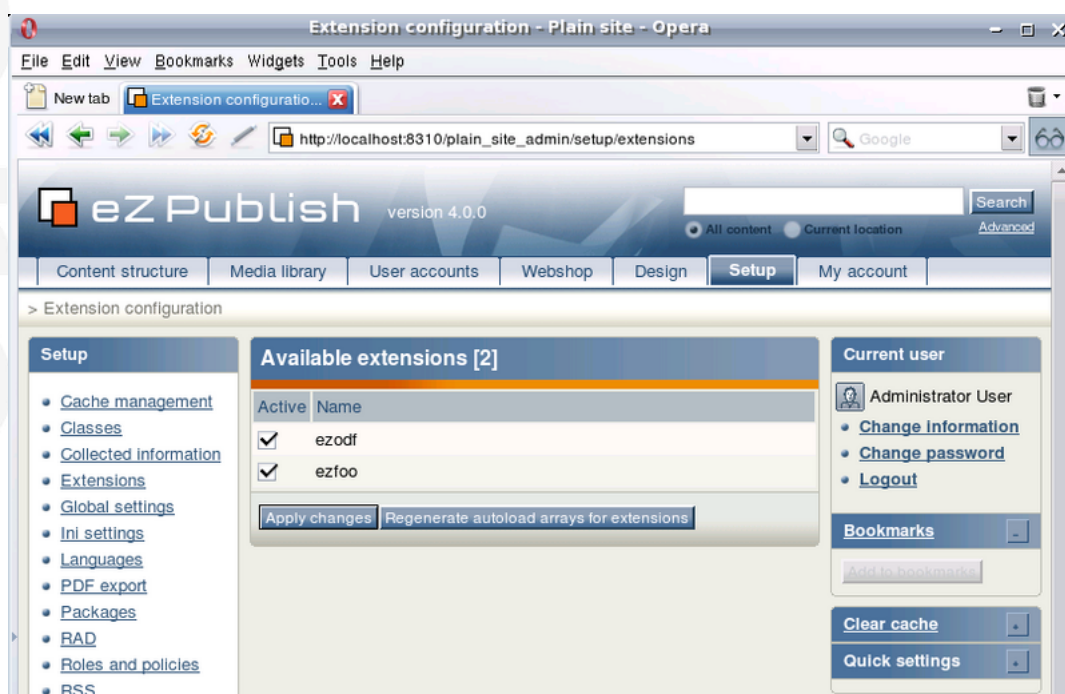 Extension configuration - Plain site - Opera
File Edit View Bookmarks Widgets Tools Help
New tab Extension configuratio...
http://localhost:8310/plain_site_admin/setup/extensions Google
eZ Publish version 4.0.0 Search
All content Current location Advanced
Content structure Media library User accounts Webshop Design Setup My account
> Extension configuration
Setup
Cache management
Classes
Collected information
Extensions
Global settings
Ini settings
Languages
PDF export
Packages
RAD
Roles and policies
RSS
Available extensions [2]
Active Name
ezodf
ezfoo
Apply changes Regenerate autoload arrays for extensions
Current user
Administrator User
Change information
Change password
Logout
Bookmarks -
Add to bookmarks
Clear cache +
Quick settings +